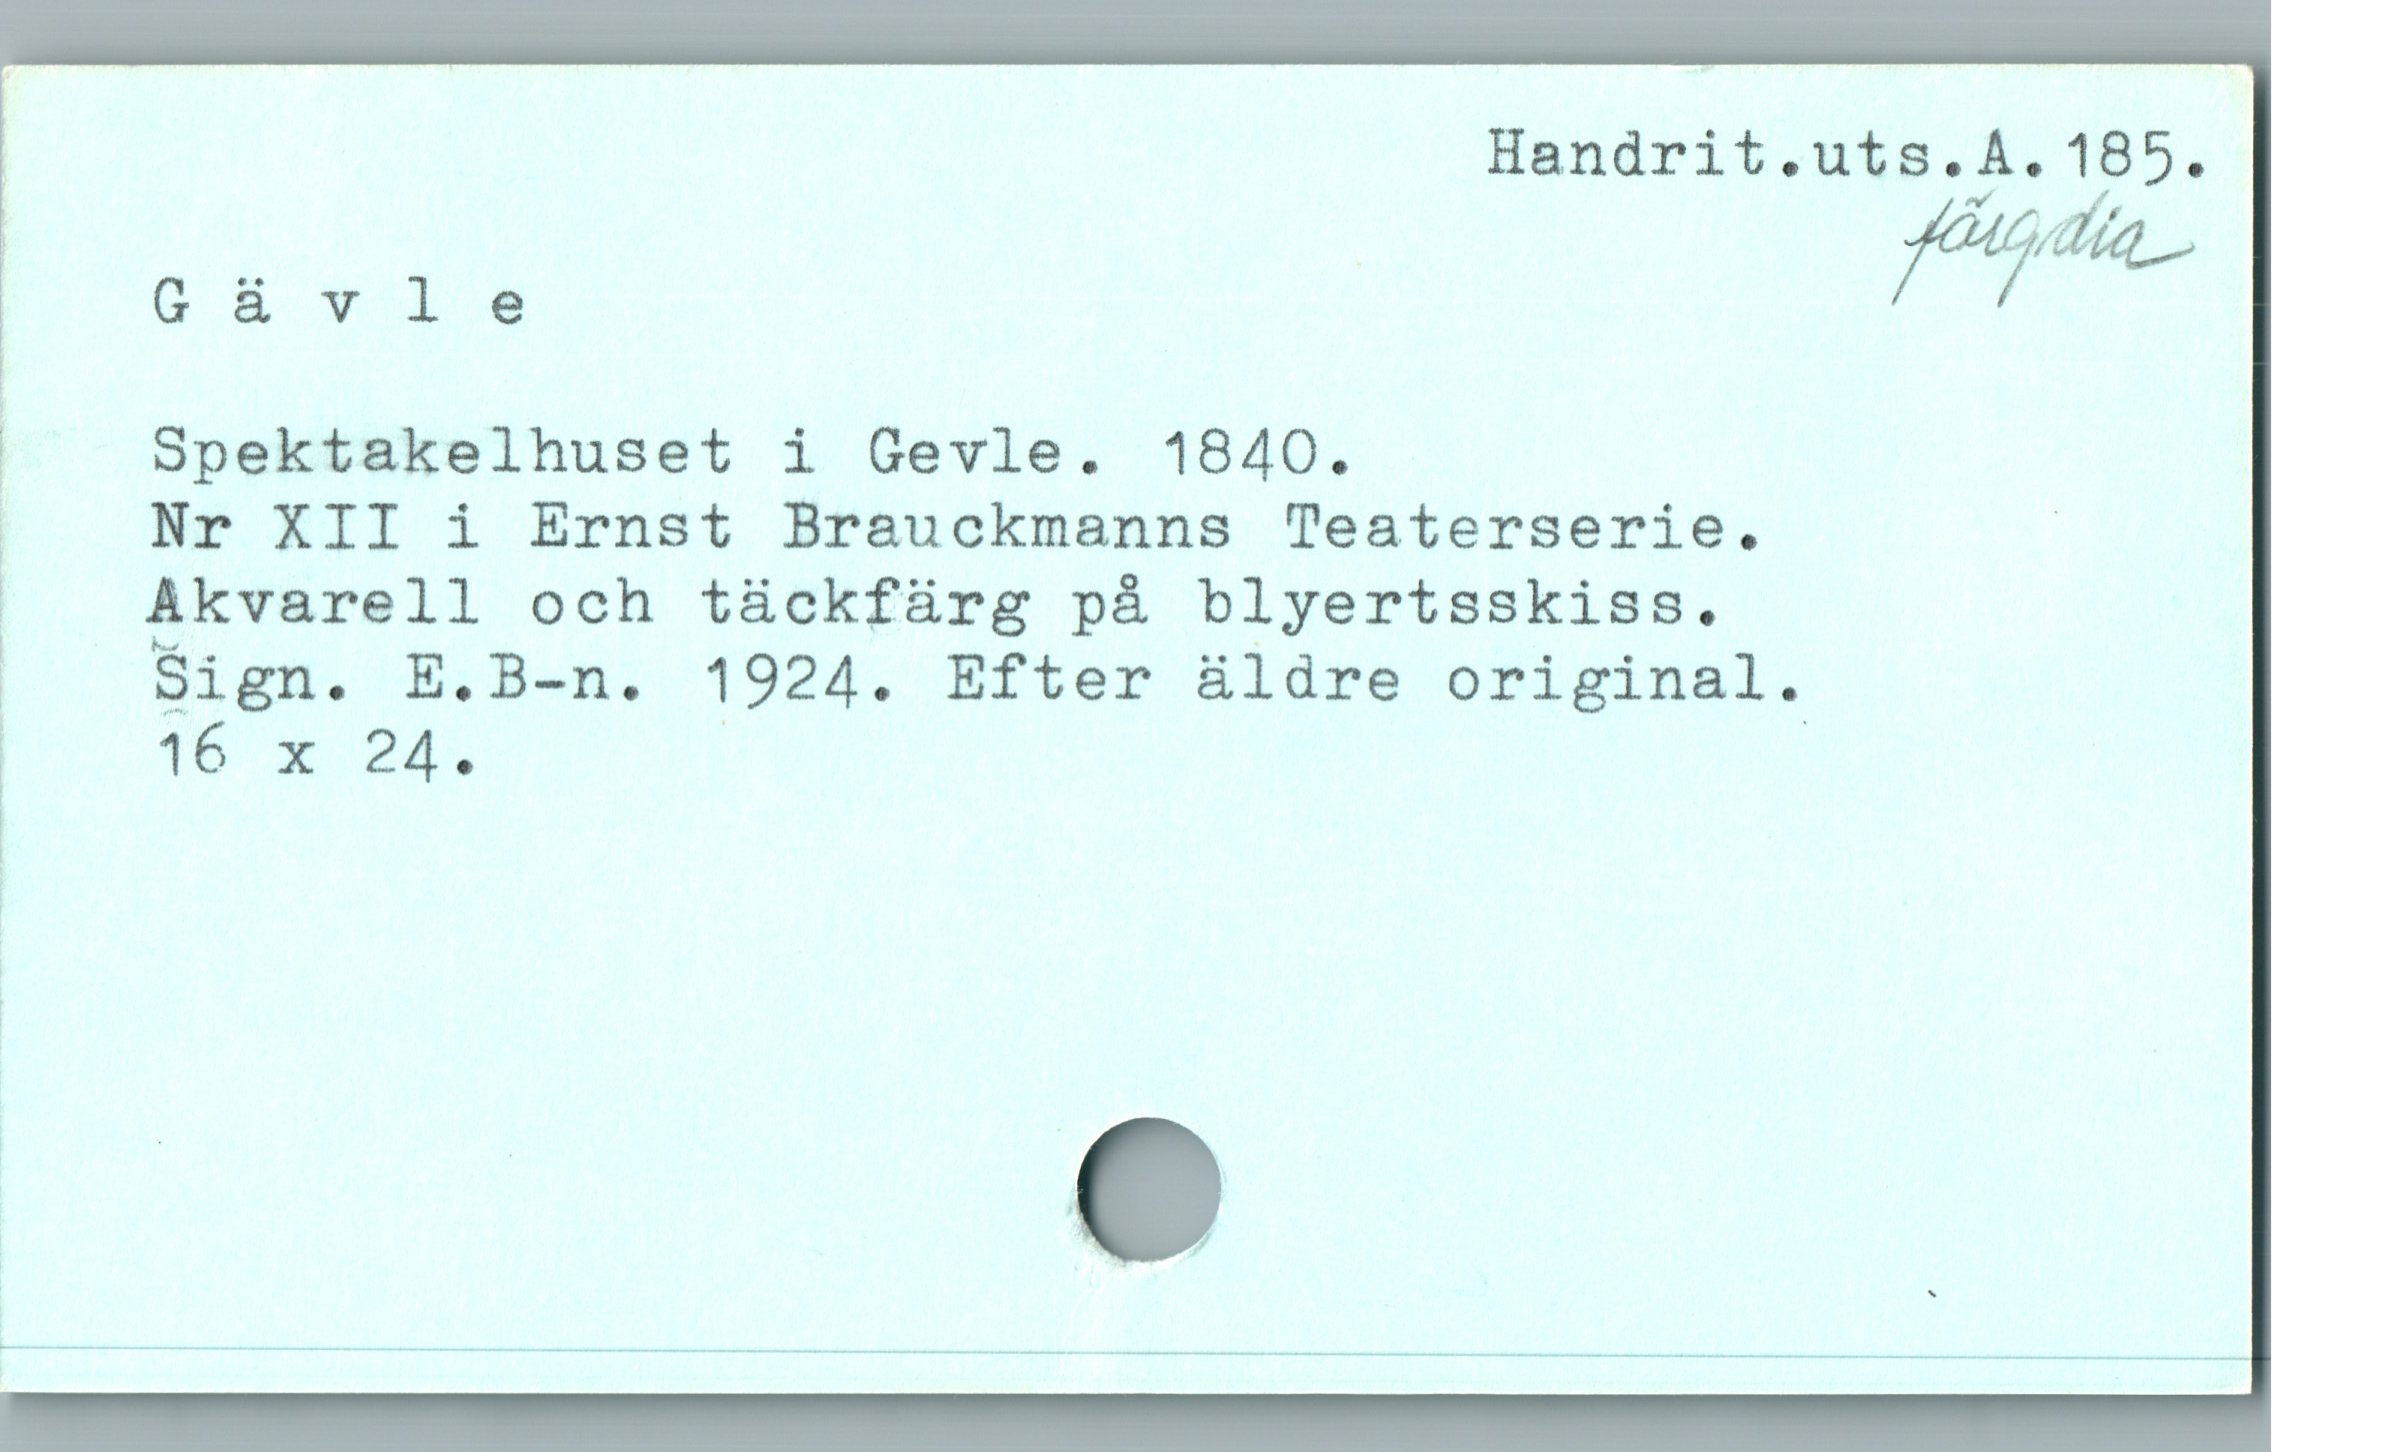 Handrit.uts.A.185.
färgdia
G ä v l e
Spektakelhuset i Gevle. 1840.
Nr XII i Ernst Brauckmanns Teaterserie.
Akvarell och täckfärg på blyertsskiss.
Sign. E.B-n. 1924. Efter äldre original.
16 x 24.